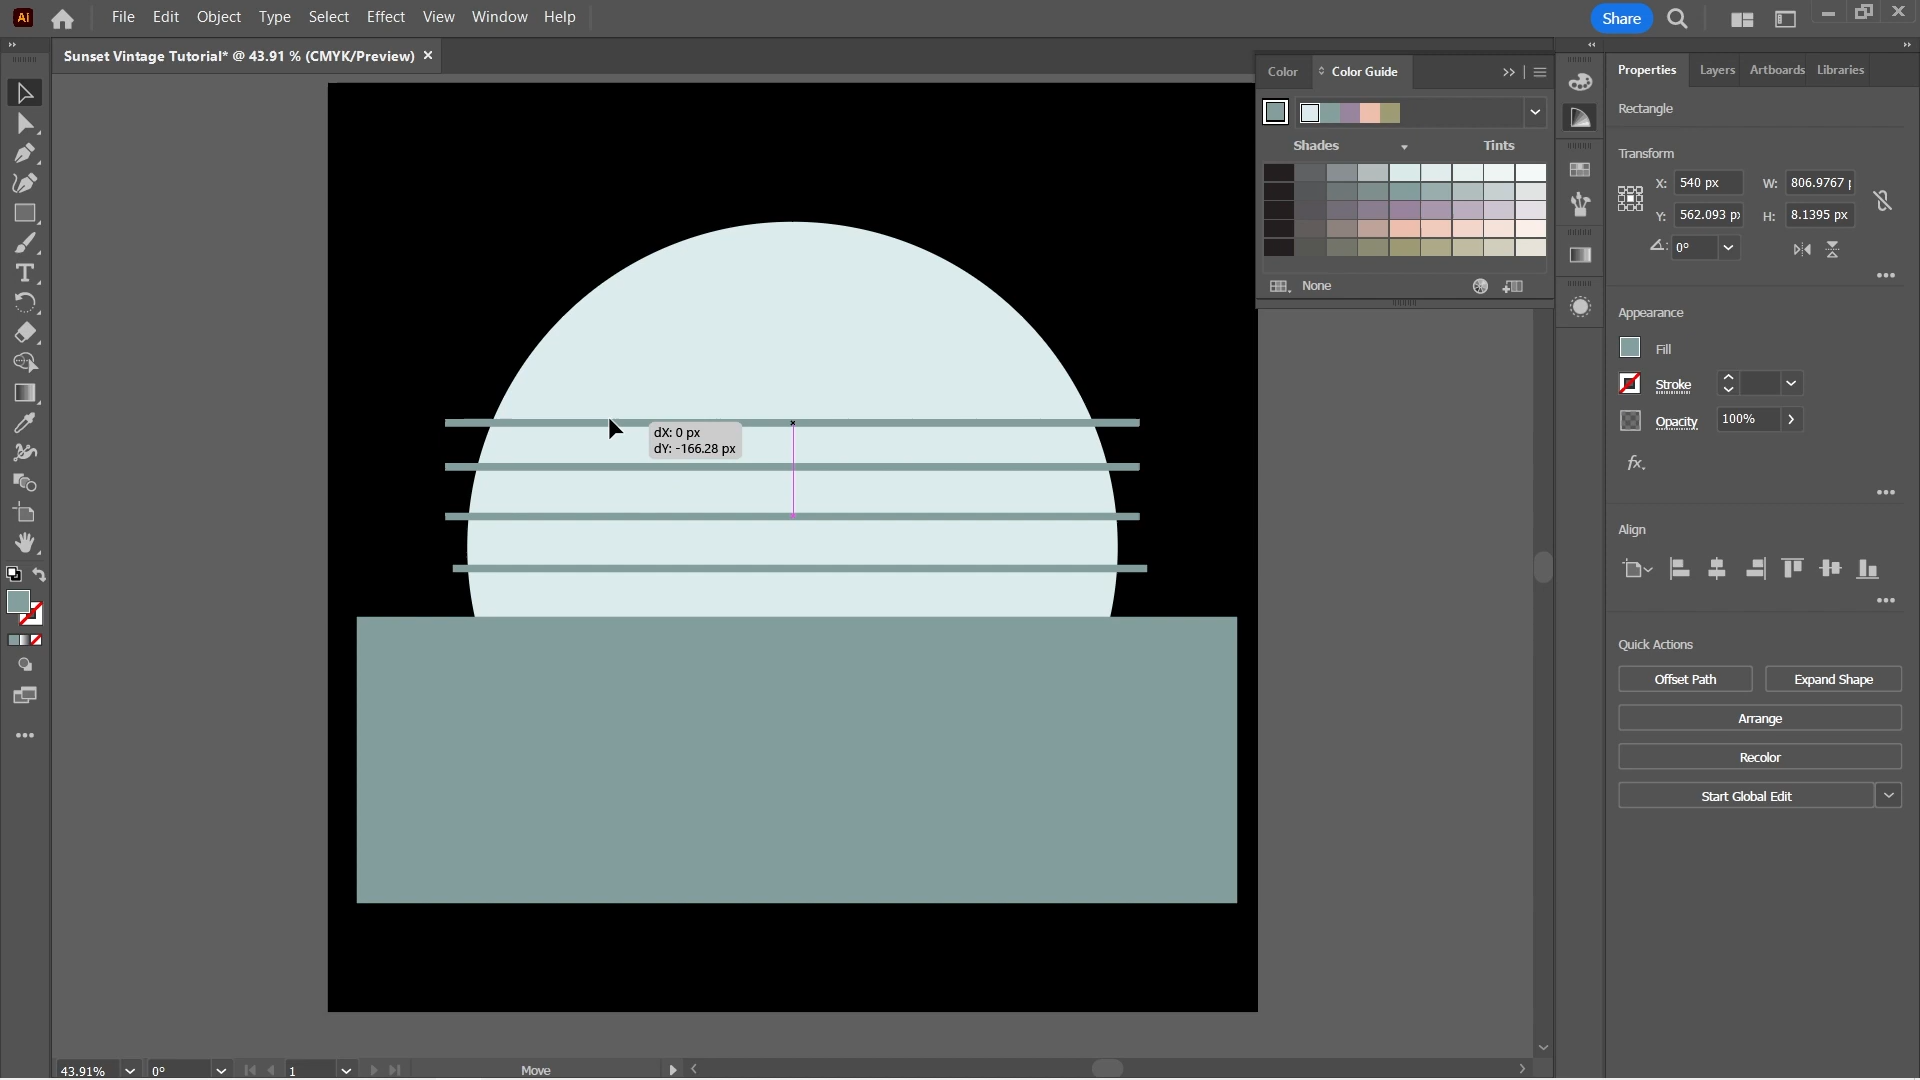 Ai File Edit Object Type Select Effect View Window Help Share
Sunset Vintage Tutorial* @ 43.91 % (CMYK/Preview) ×
Color Color Guide
Shades Tints
None
Properties Layers Artboards Libraries
Rectangle
Transform
X: 540 px W: 806.9767 p
Y: 562.093 px H: 8.1395 px
0°
Appearance
Fill
Stroke
Opacity 100%
fx.
Align
Quick Actions
Offset Path Expand Shape
Arrange
Recolor
Start Global Edit
dX: 0 px
dY: -166.28 px
43.91% 0° 1 Move